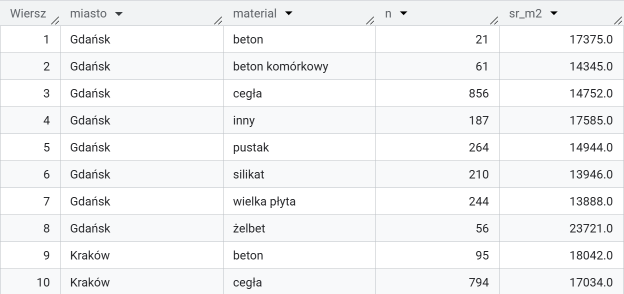 Wiersz miasto material n sr_m2
1 Gdańsk beton 21 17375.0
2 Gdańsk beton komórkowy 61 14345.0
3 Gdańsk cegła 856 14752.0
4 Gdańsk inny 187 17585.0
5 Gdańsk pustak 264 14944.0
6 Gdańsk silikat 210 13946.0
7 Gdańsk wielka płyta 244 13888.0
8 Gdańsk żelbet 56 23721.0
9 Kraków beton 95 18042.0
10 Kraków cegła 794 17034.0